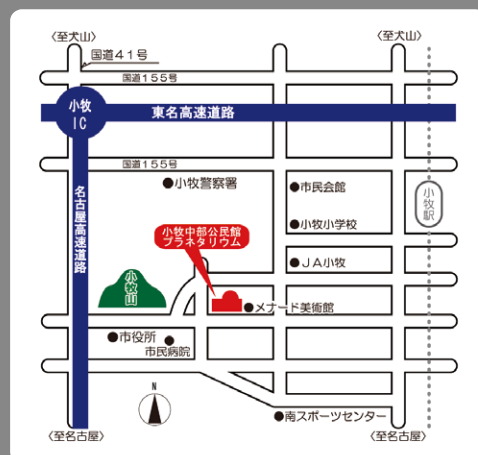 〈至犬山〉
〈至犬山〉
国道41号
国道155号
小牧
IC
東名高速道路
国道155号
小牧警察署
市民会館
小牧駅
名古屋高速道路
小牧小学校
小牧中部公民館
プラネタリウム
JA小牧
小牧山
メナード美術館
市役所
市民病院
N
南スポーツセンター
〈至名古屋〉
〈至名古屋〉